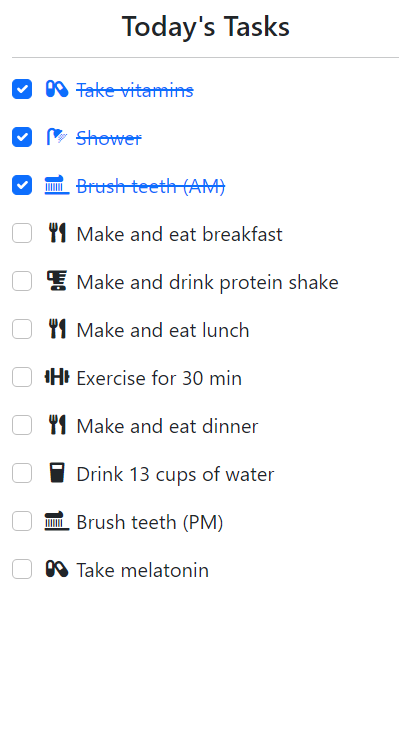 Today's Tasks
Take vitamins
Shower
Brush teeth (AM)
Make and eat breakfast
Make and drink protein shake
Make and eat lunch
Exercise for 30 min
Make and eat dinner
Drink 13 cups of water
Brush teeth (PM)
Take melatonin